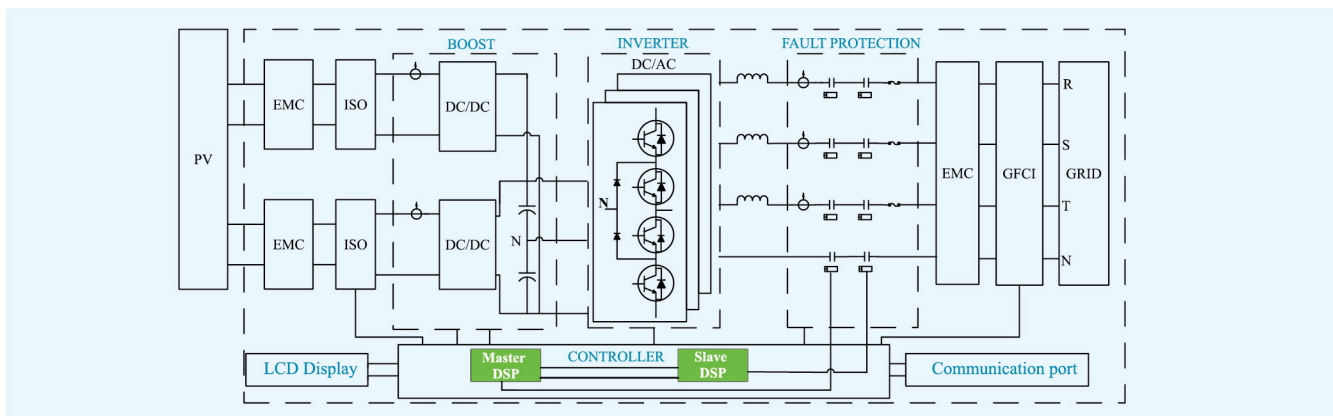 BOOST
INVERTER
FAULT PROTECTION
DC/AC
PV
EMC
ISO
DC/DC
EMC
ISO
DC/DC
N
N
EMC
GFCI
GRID
R
S
T
N
LCD Display
Master
DSP
CONTROLLER
Slave
DSP
Communication port